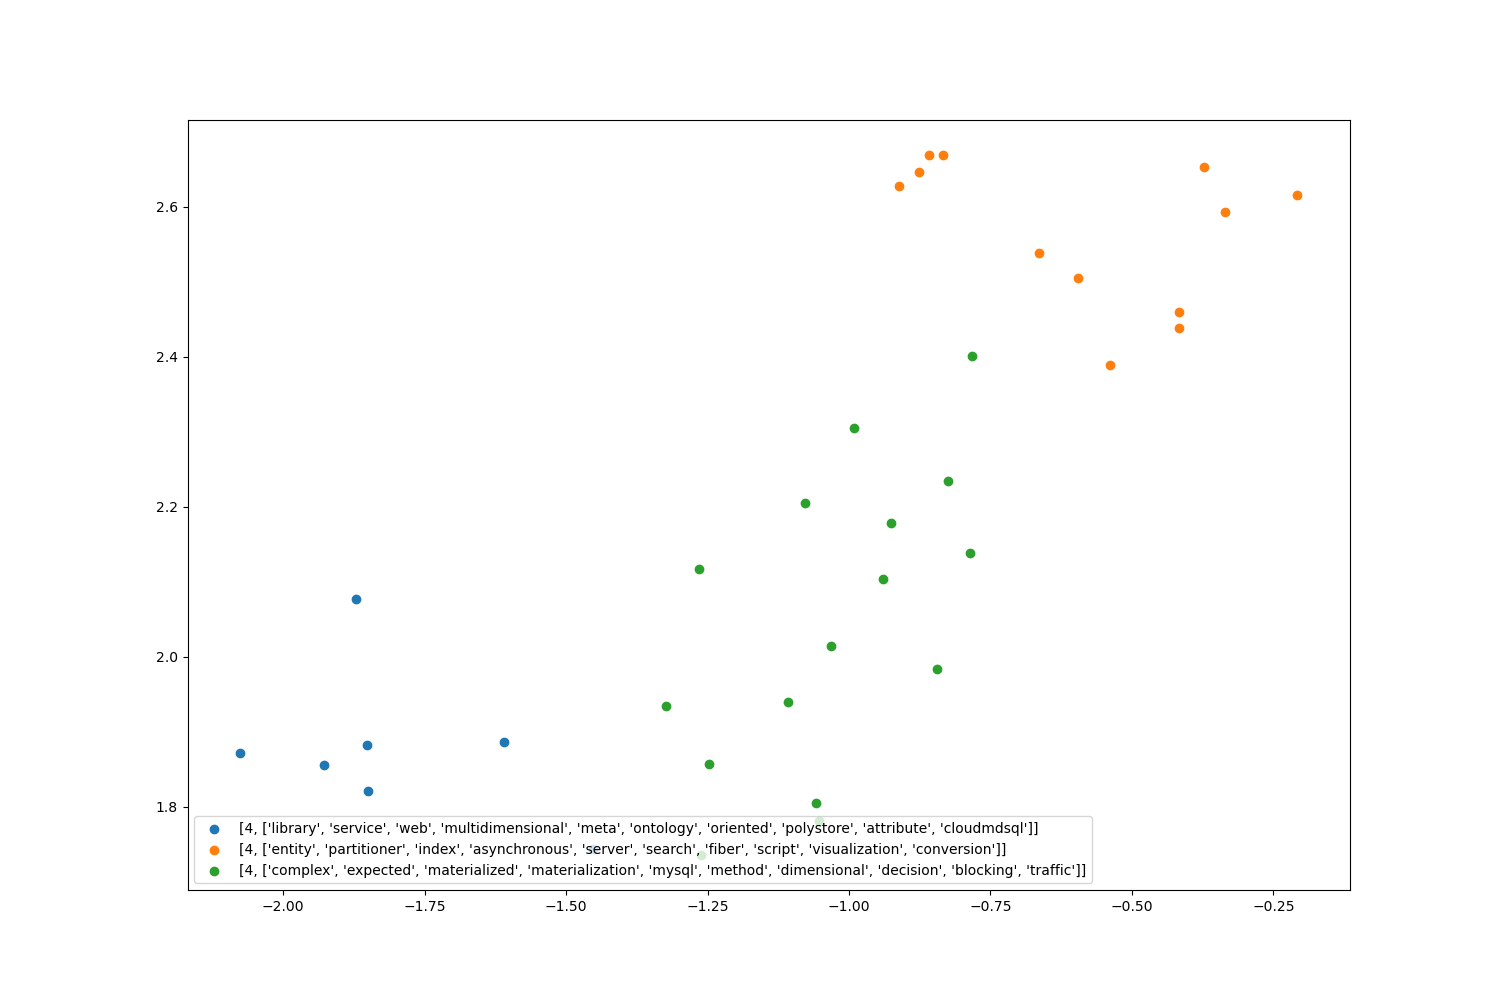 2.6
2.4
2.2
2.0
1.8
[4, ['library', 'service', 'web', 'multidimensional', 'meta', 'ontology', 'oriented', 'polystore', 'attribute', 'cloudmdsql']]
[4, ['entity', 'partitioner', 'index', 'asynchronous', 'server', 'search', 'fiber', 'script', 'visualization', 'conversion']]
[4, ['complex', 'expected', 'materialized', 'materialization', 'mysql', 'method', 'dimensional', 'decision', 'blocking', 'traffic']]
−2.00 −1.75 −1.50 −1.25 −1.00 −0.75 −0.50 −0.25